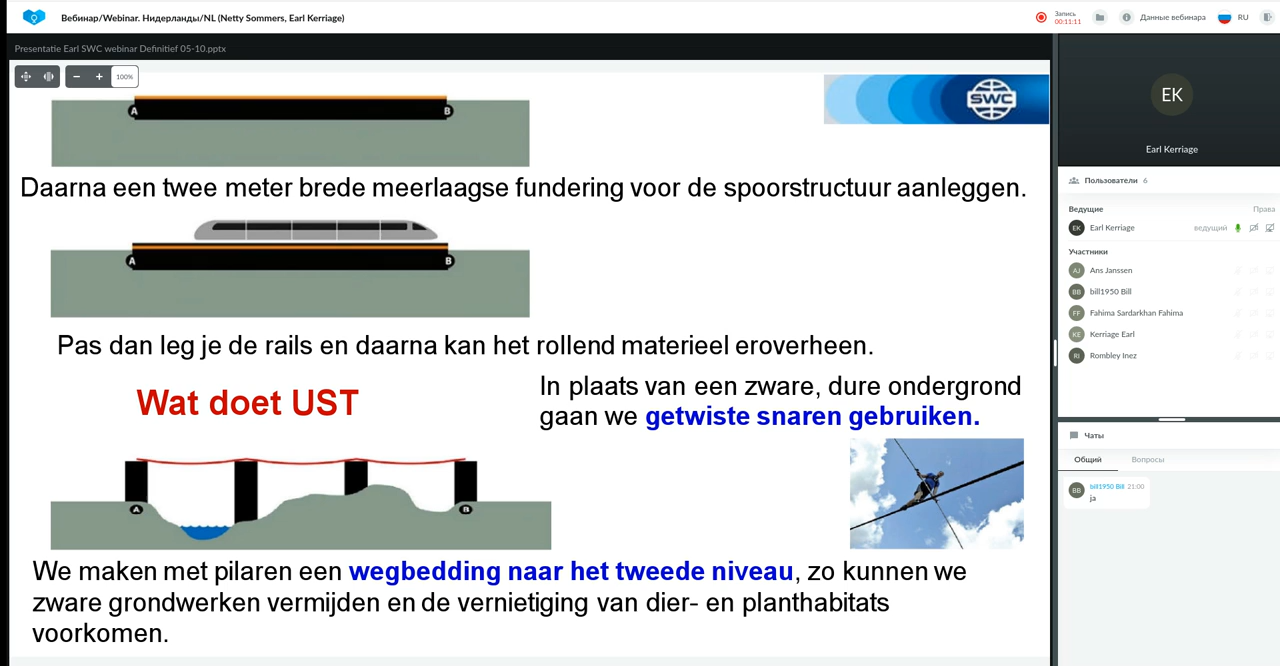 Вебинар/Webinar. Нидерланды/NL (Netty Sommers, Earl Kerriage)
Запись
00:11:11
Данные вебинара
RU
Presentatie Earl SWC webinar Definitief 05-10.pptx
100%
A
B
SWC
Daarna een twee meter brede meerlaagse fundering voor de spoorstructuur aanleggen.
A
B
Pas dan leg je de rails en daarna kan het rollend materieel eroverheen.
Wat doet UST
In plaats van een zware, dure ondergrond
gaan we getwiste snaren gebruiken.
A
B
We maken met pilaren een wegbedding naar het tweede niveau, zo kunnen we
zware grondwerken vermijden en de vernietiging van dier- en planthabitats
voorkomen.
EK
Earl Kerriage
Пользователи 6
Ведущие
Права
EK Earl Kerriage ведущий
Участники
AJ Ans Janssen
BB bill1950 Bill
FF Fahima Sardarkhan Fahima
KE Kerriage Earl
RI Rombley Inez
Чаты
Общий
Вопросы
BB bill1950 Bill 21:00
ja